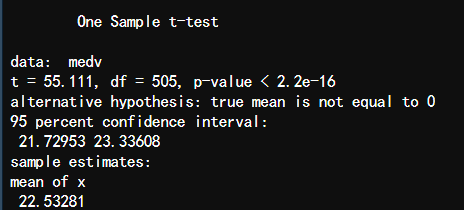 One Sample t-test
data: medv
t = 55.111, df = 505, p-value < 2.2e-16
alternative hypothesis: true mean is not equal to 0
95 percent confidence interval:
21.72953 23.33608
sample estimates:
mean of x
22.53281